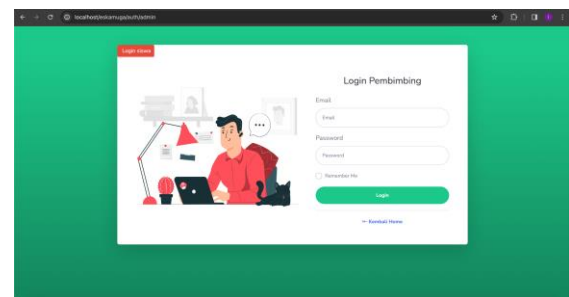 localhost/eskamuga/auth/admin
Login siswa
Login Pembimbing
Email
Email
Password
Password
Remember Me
Login
← Kembali Home